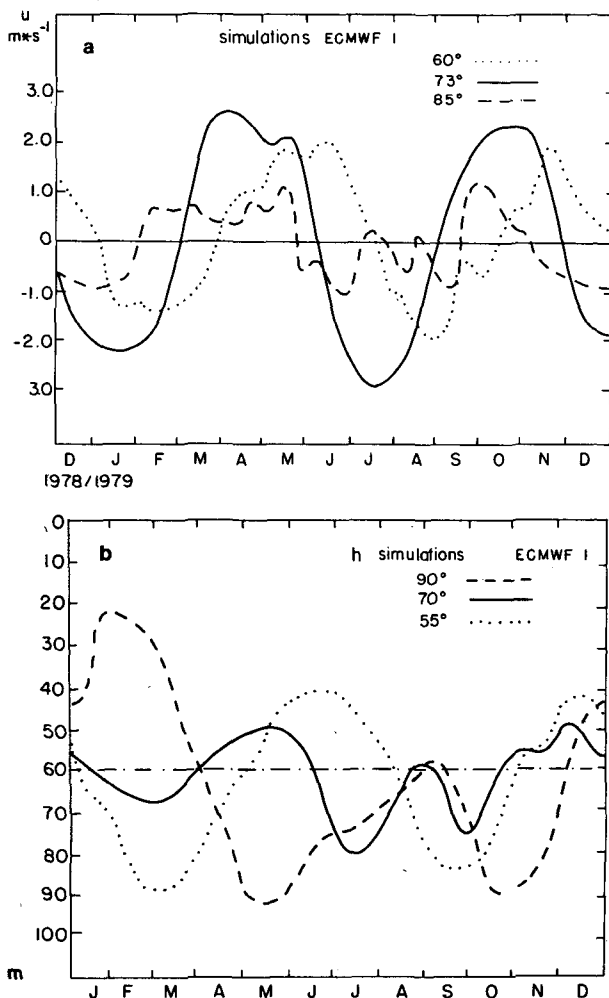 u
m*s-1
a
simulations ECMWF I
60°
73°
85°
3.0
2.0
1.0
0
-1.0
-2.0
3.0
D J F M A M J J A S O N D
1978/1979
b
h simulations ECMWF I
90°
70°
55°
0
10
20
30
40
50
60
70
80
90
100
m
J F M A M J J A S O N D